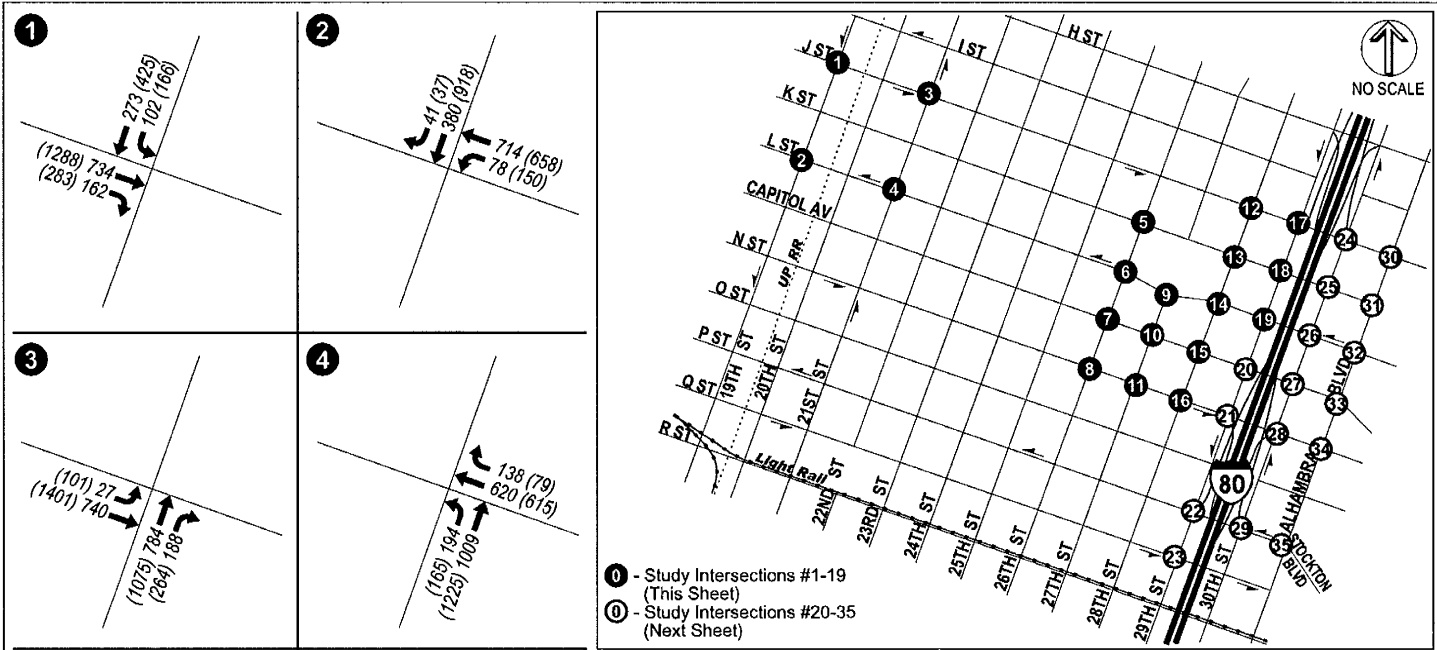 1
273 (425)
102 (166)
(1288) 734
(283) 162
2
41 (37)
380 (918)
714 (658)
78 (150)
3
(101) 27
(1401) 740
(1075) 784
(264) 188
4
138 (79)
620 (615)
(165) 194
(1225) 1009
NO SCALE
H ST
I ST
J ST
K ST
L ST
CAPITOL AV
N ST
O ST
P ST
Q ST
R ST
UP RR
Light Rail
19TH ST
20TH ST
21ST ST
22ND ST
23RD ST
24TH ST
25TH ST
26TH ST
27TH ST
28TH ST
29TH ST
30TH ST
ALHAMBRA BLVD
STOCKTON BLVD
80
1
2
3
4
5
6
7
8
9
10
11
12
13
14
15
16
17
18
19
20
21
22
23
24
25
26
27
28
29
30
31
32
33
34
35
0 - Study Intersections #1-19
(This Sheet)
0 - Study Intersections #20-35
(Next Sheet)